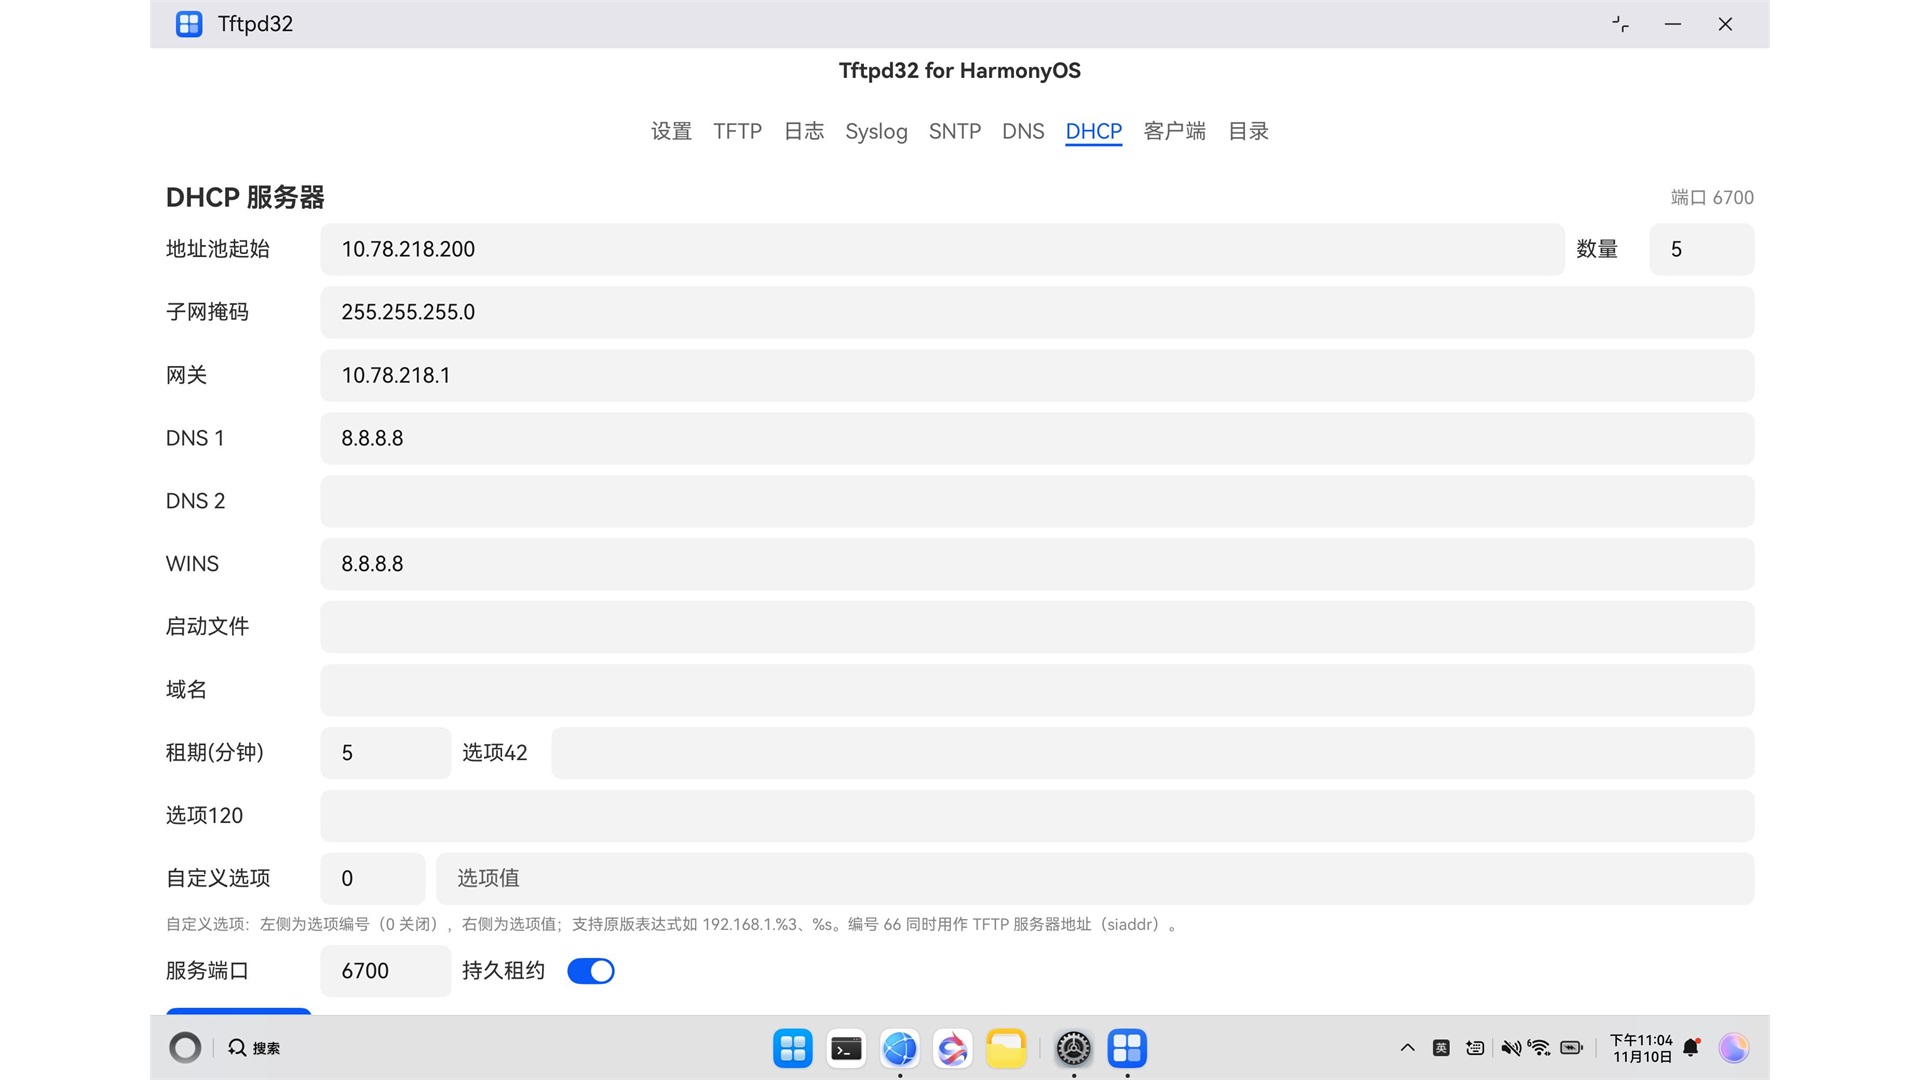 Tftpd32
Tftpd32 for HarmonyOS
设置 TFTP 日志 Syslog SNTP DNS DHCP 客户端 目录
DHCP 服务器 端口 6700
地址池起始 10.78.218.200 数量 5
子网掩码 255.255.255.0
网关 10.78.218.1
DNS 1 8.8.8.8
DNS 2
WINS 8.8.8.8
启动文件
域名
租期(分钟) 5 选项42
选项120
自定义选项 0 选项值
自定义选项：左侧为选项编号（0 关闭），右侧为选项值；支持原版表达式如 192.168.1.%3、%s。编号 66 同时用作 TFTP 服务器地址（siaddr）。
服务端口 6700 持久租约
搜索 英 下午11:04
11月10日